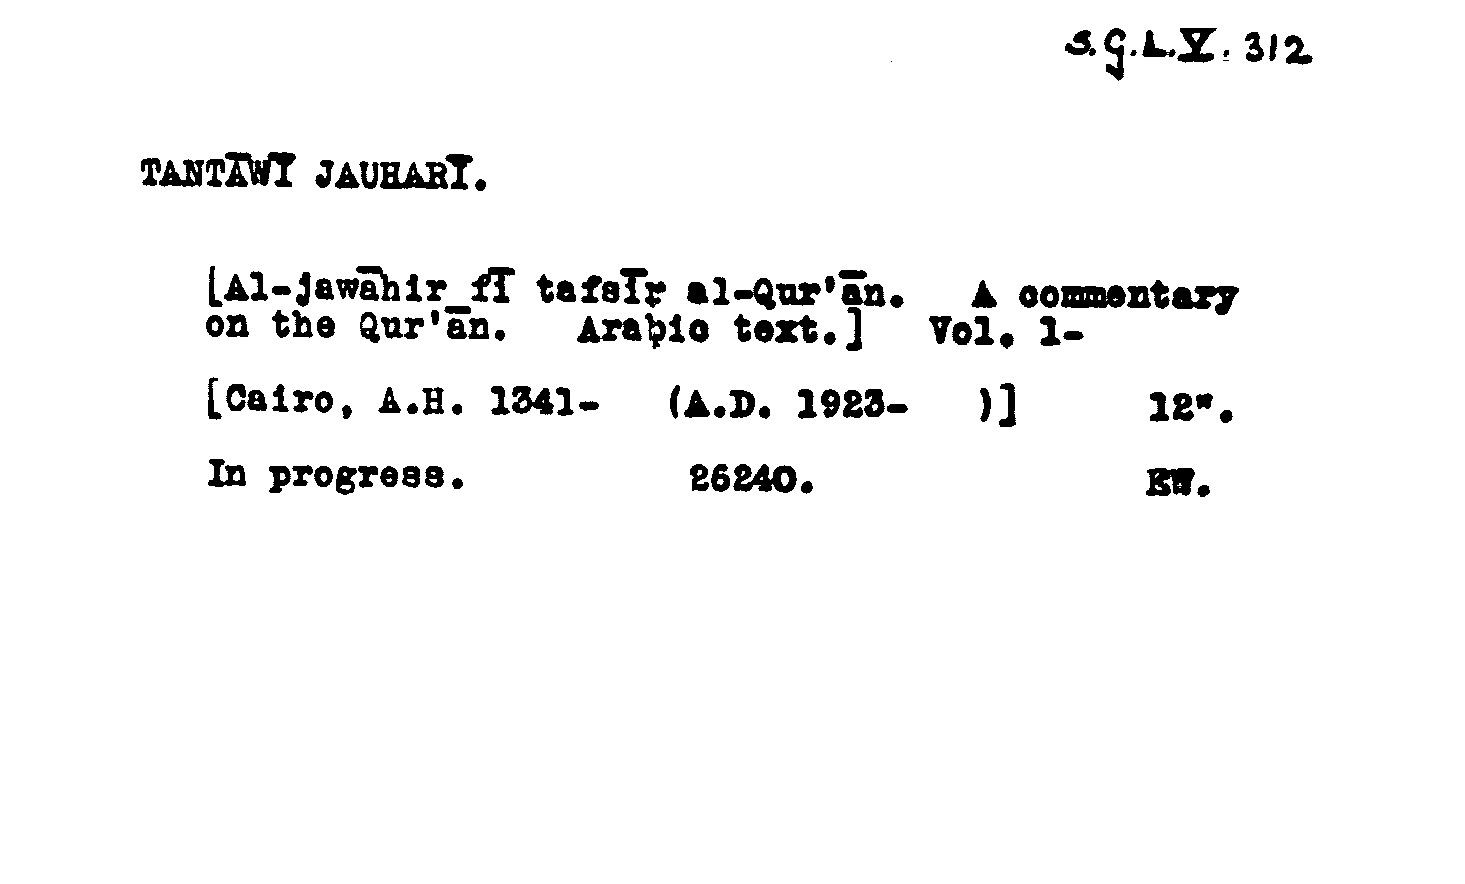 S.G.L.V. 312
TANTĀWĪ JAUHARĪ.
[Al-jawāhir fī tafsīr al-Qur'ān. A commentary
on the Qur'ān. Arabic text.] Vol. 1-
[Cairo, A.H. 1341- (A.D. 1923- )] 12".
In progress. 26240. EW.